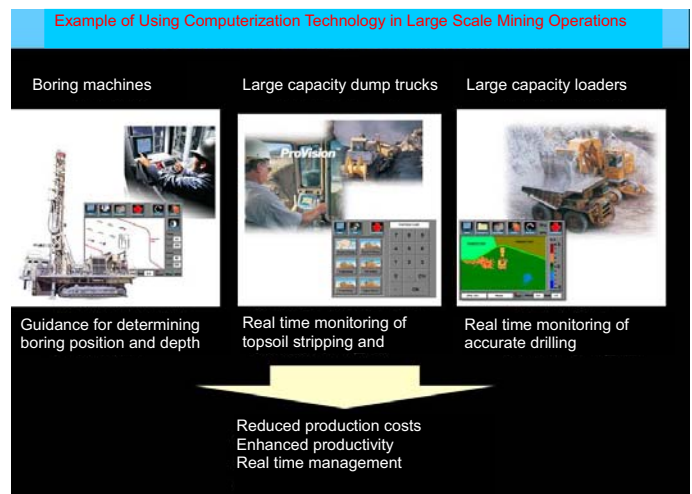 Example of Using Computerization Technology in Large Scale Mining Operations
Boring machines
Large capacity dump trucks
Large capacity loaders
ProVision
Guidance for determining
boring position and depth
Real time monitoring of
topsoil stripping and
Real time monitoring of
accurate drilling
Reduced production costs
Enhanced productivity
Real time management